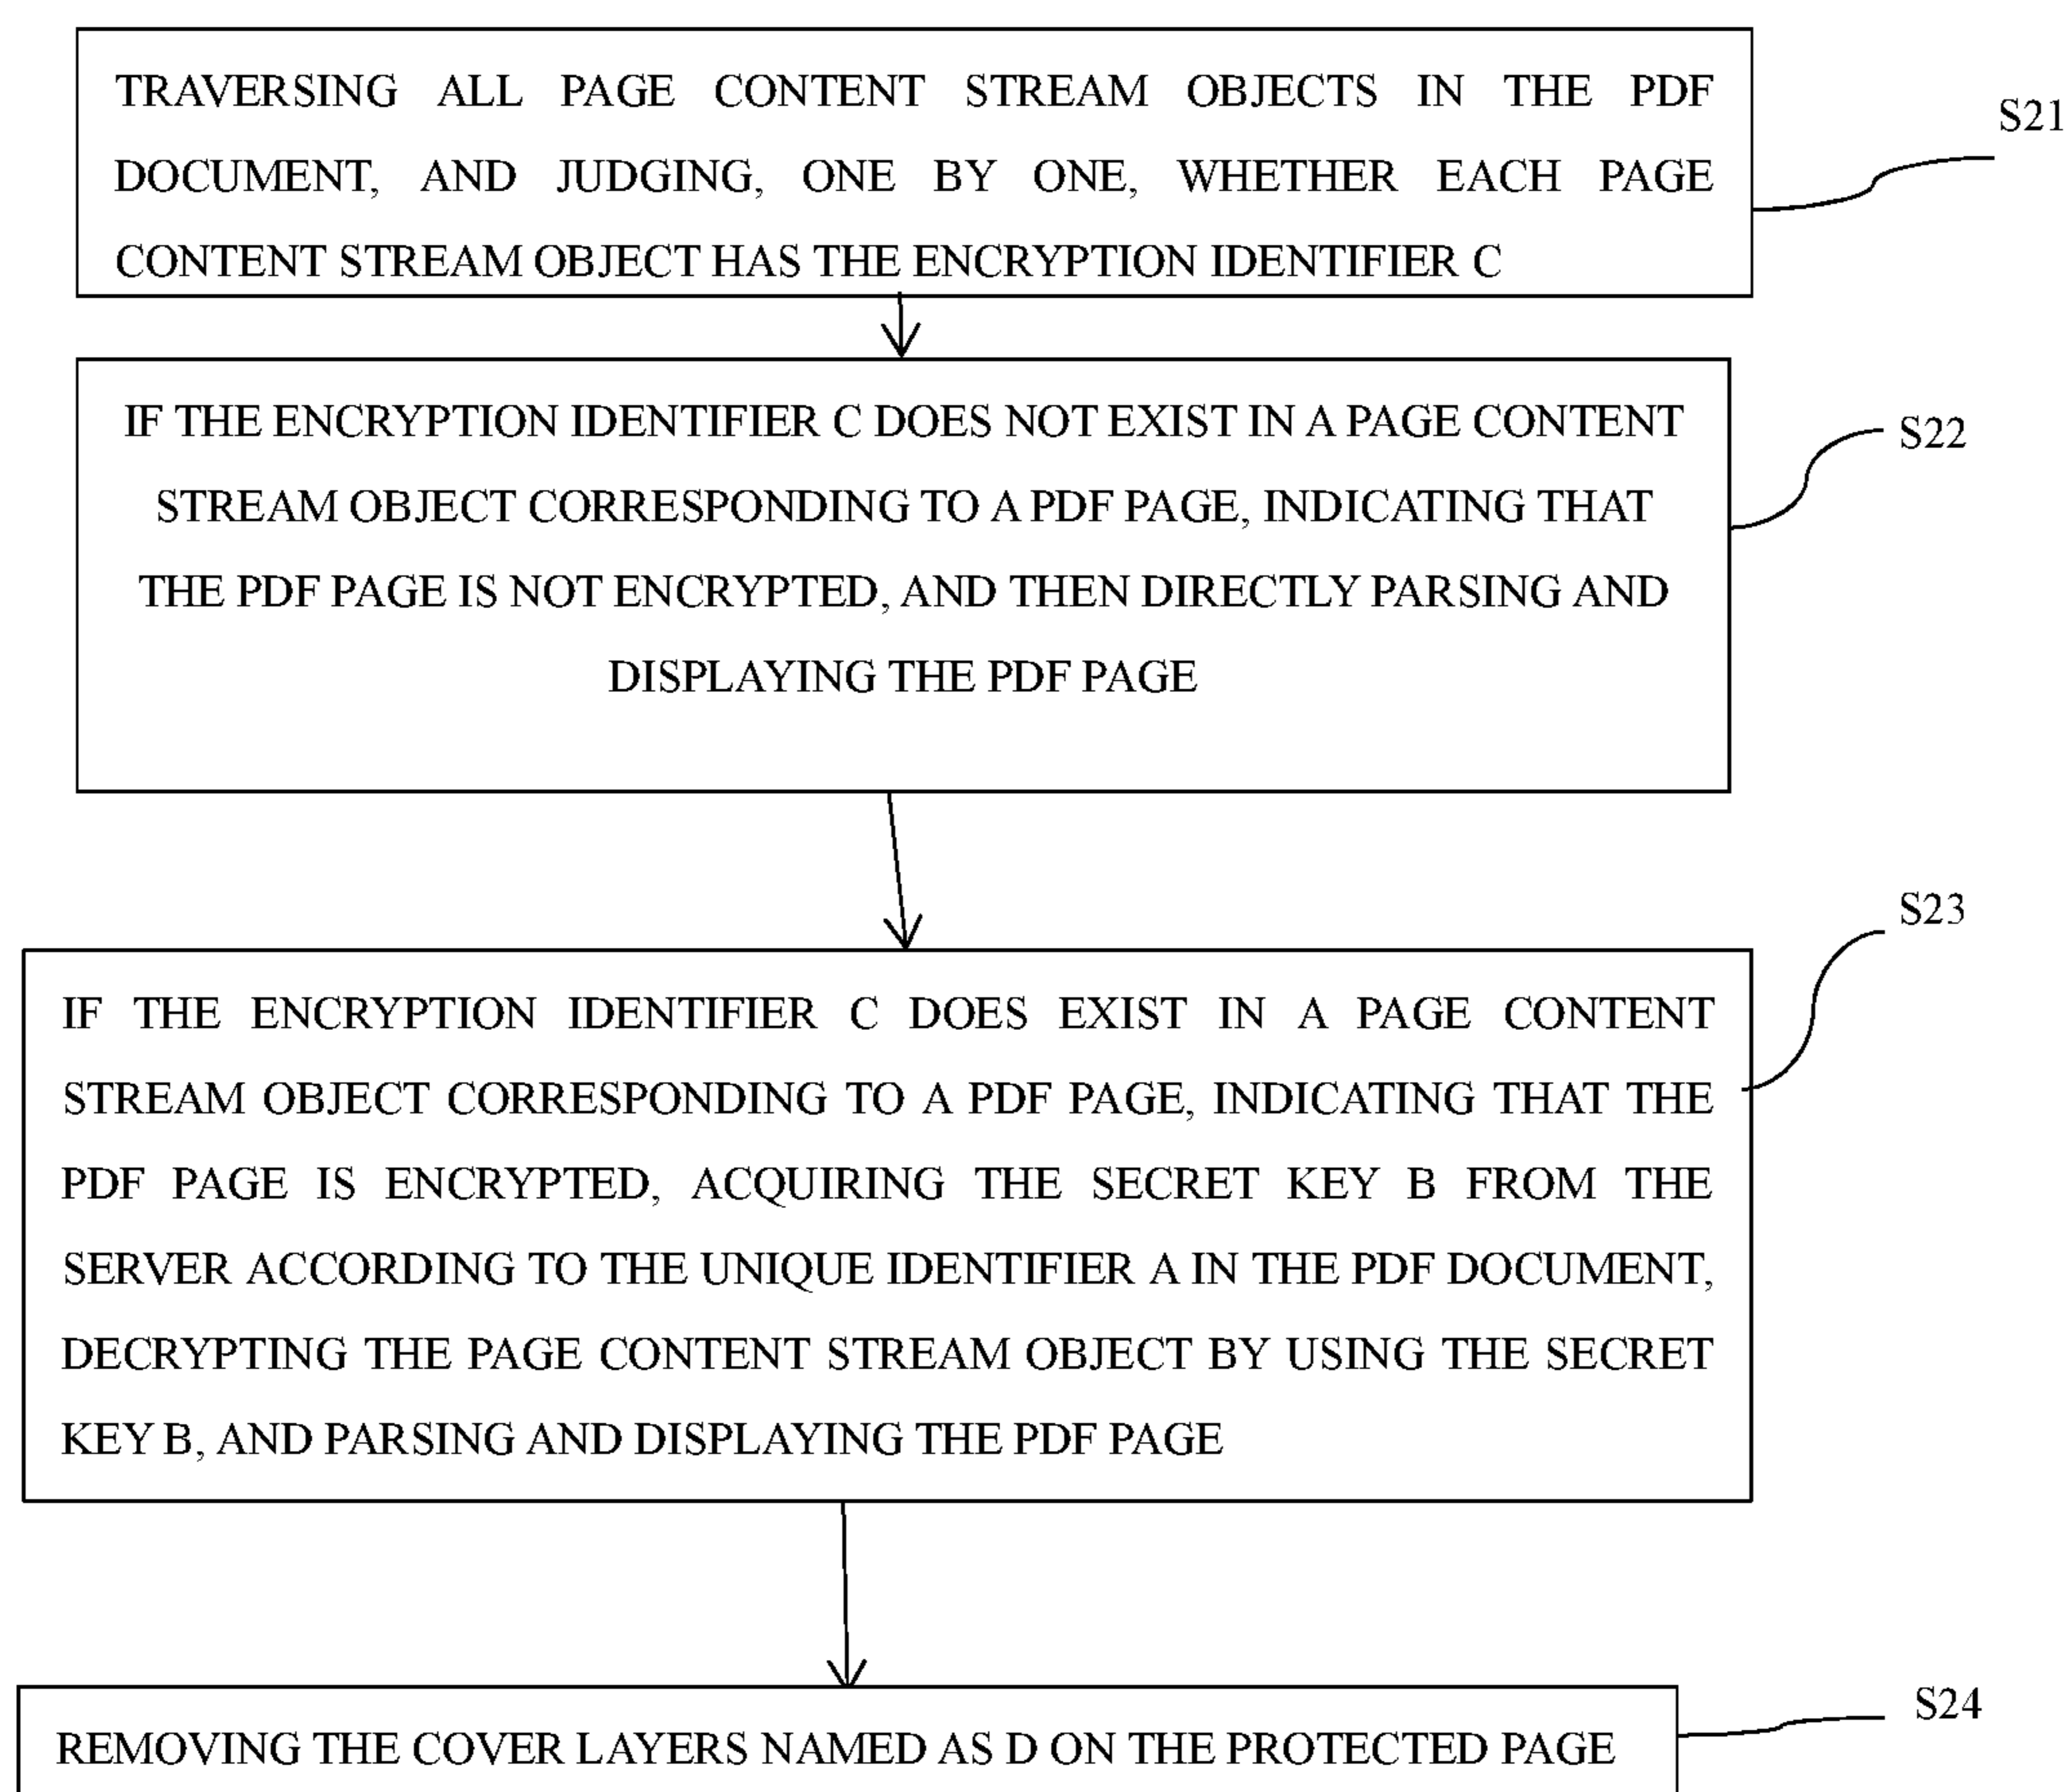 TRAVERSING ALL PAGE CONTENT STREAM OBJECTS IN THE PDF
DOCUMENT, AND JUDGING, ONE BY ONE, WHETHER EACH PAGE
CONTENT STREAM OBJECT HAS THE ENCRYPTION IDENTIFIER C
S21
IF THE ENCRYPTION IDENTIFIER C DOES NOT EXIST IN A PAGE CONTENT
STREAM OBJECT CORRESPONDING TO A PDF PAGE, INDICATING THAT
THE PDF PAGE IS NOT ENCRYPTED, AND THEN DIRECTLY PARSING AND
DISPLAYING THE PDF PAGE
S22
IF THE ENCRYPTION IDENTIFIER C DOES EXIST IN A PAGE CONTENT
STREAM OBJECT CORRESPONDING TO A PDF PAGE, INDICATING THAT THE
PDF PAGE IS ENCRYPTED, ACQUIRING THE SECRET KEY B FROM THE
SERVER ACCORDING TO THE UNIQUE IDENTIFIER A IN THE PDF DOCUMENT,
DECRYPTING THE PAGE CONTENT STREAM OBJECT BY USING THE SECRET
KEY B, AND PARSING AND DISPLAYING THE PDF PAGE
S23
REMOVING THE COVER LAYERS NAMED AS D ON THE PROTECTED PAGE
S24